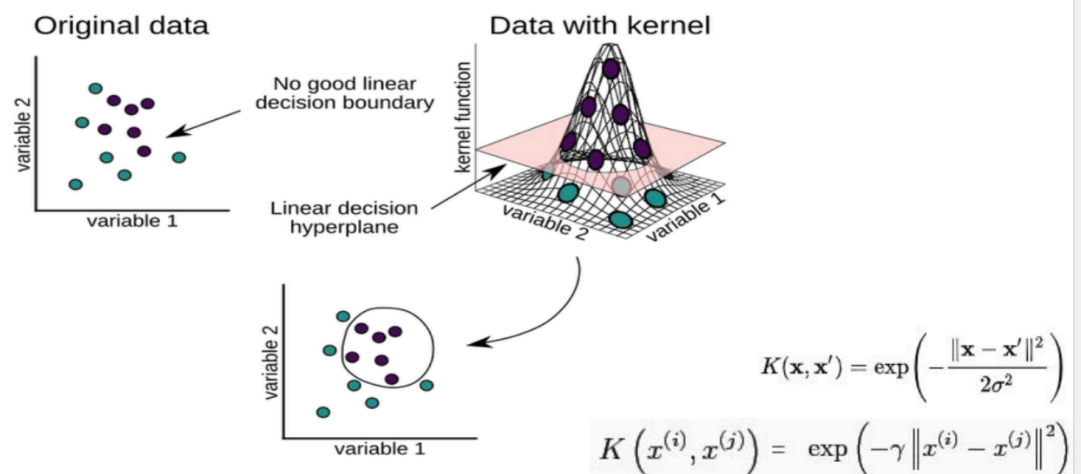 Original data
Data with kernel
variable 2
variable 1
No good linear
decision boundary
Linear decision
hyperplane
kernel function
variable 2
variable 1
variable 2
variable 1
K(x, x′) = exp(−‖x − x′‖² / 2σ²)
K (x⁽ⁱ⁾, x⁽ʲ⁾) = exp (−γ ‖x⁽ⁱ⁾ − x⁽ʲ⁾‖²)